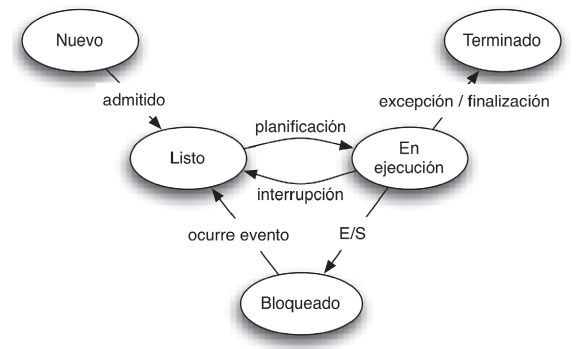 Nuevo
Terminado
admitido
excepción / finalización
planificación
Listo
En
ejecución
interrupción
ocurre evento
E/S
Bloqueado